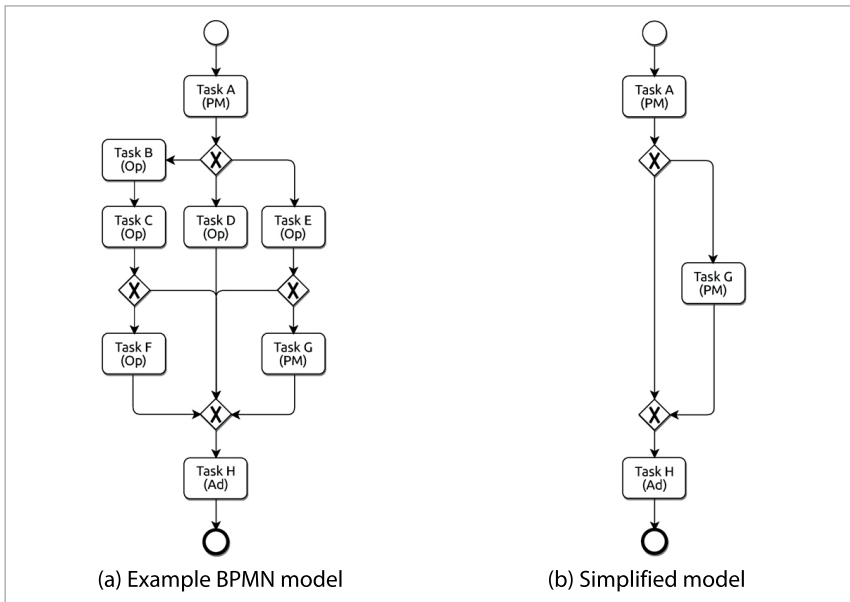 Task A
(PM)
X
Task B
(Op)
Task C
(Op)
Task D
(Op)
Task E
(Op)
X
X
Task F
(Op)
Task G
(PM)
X
Task H
(Ad)
(a) Example BPMN model
Task A
(PM)
X
Task G
(PM)
X
Task H
(Ad)
(b) Simplified model